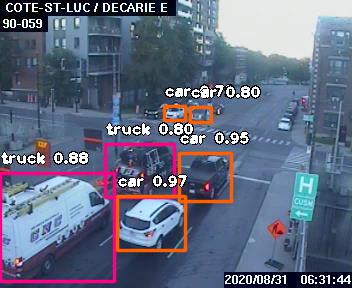 COTE-ST-LUC / DECARIE E
90-059
car 0.80
truck 0.80
car 0.95
truck 0.88
car 0.97
H
CUSM
2020/08/31 06:31:44